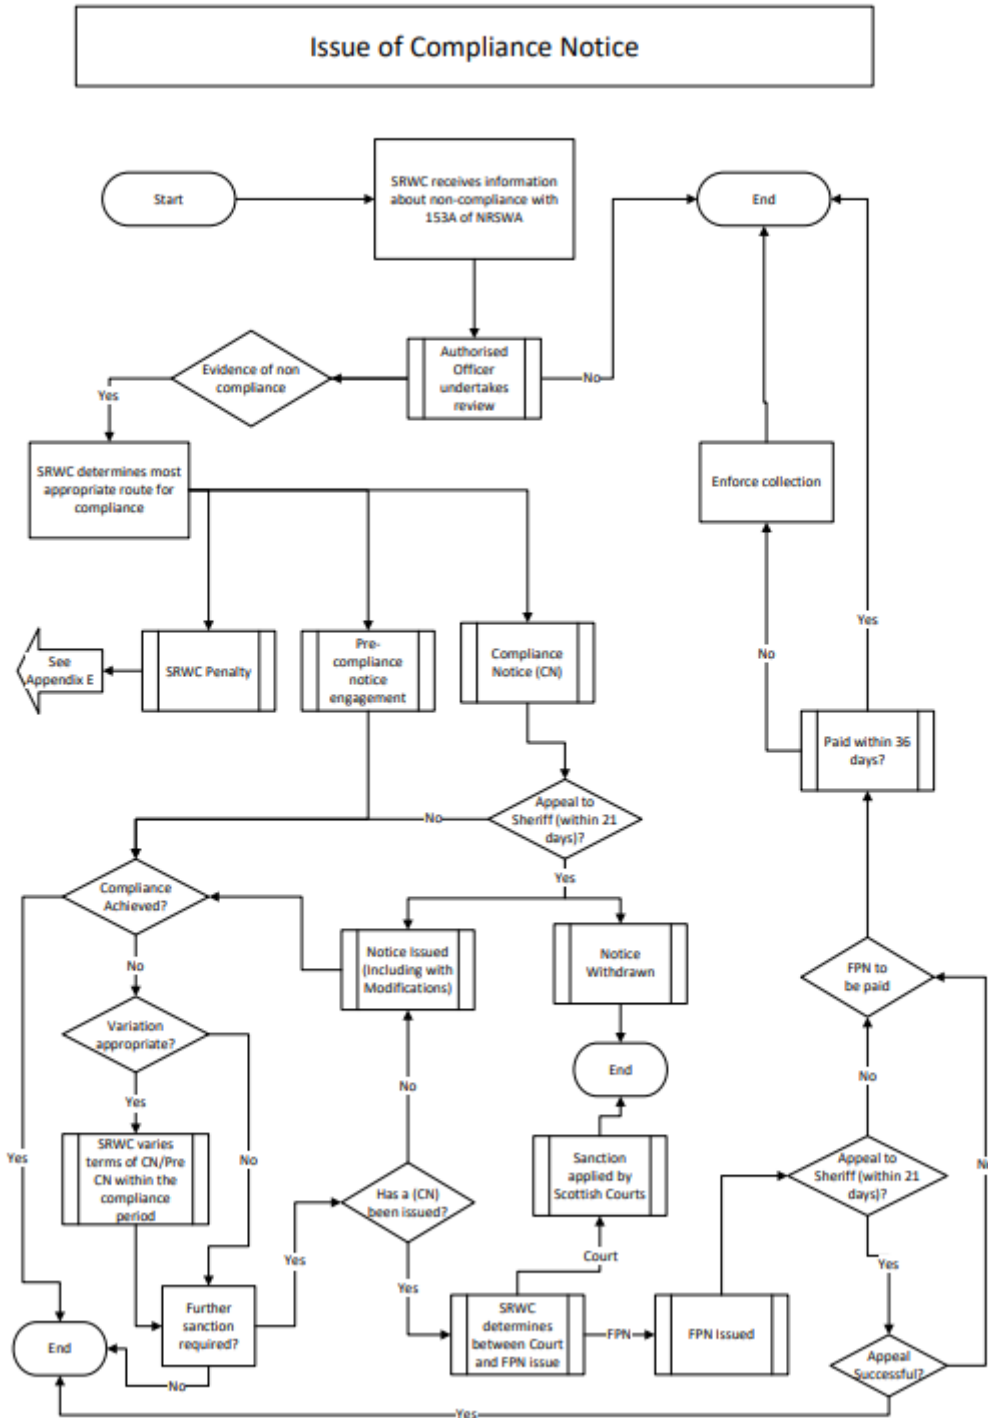 Issue of Compliance Notice
Start
SRWC receives information
about non-compliance with
153A of NRSWA
End
Evidence of non
compliance
Authorised
Officer
undertakes
review
No
Yes
SRWC determines most
appropriate route for
compliance
Enforce collection
Yes
No
See
Appendix E
SRWC Penalty
Pre-
compliance
notice
engagement
Compliance
Notice (CN)
Paid within 36
days?
Appeal to
Sheriff (within 21
days)?
No
Yes
Compliance
Achieved?
Notice Issued
(Including with
Modifications)
Notice
Withdrawn
FPN to
be paid
No
Variation
appropriate?
End
No
No
Yes
SRWC varies
terms of CN/Pre
CN within the
compliance
period
No
Yes
Has a (CN)
been issued?
Sanction
applied by
Scottish Courts
Appeal to
Sheriff (within 21
days)?
No
Yes
Yes
Court
Yes
Further
sanction
required?
SRWC
determines
between Court
and FPN issue
FPN
FPN Issued
End
No
Appeal
Successful?
Yes